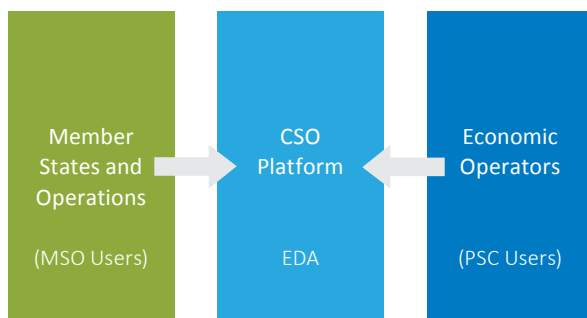 Member
States and
Operations
(MSO Users)
CSO
Platform
EDA
Economic
Operators
(PSC Users)